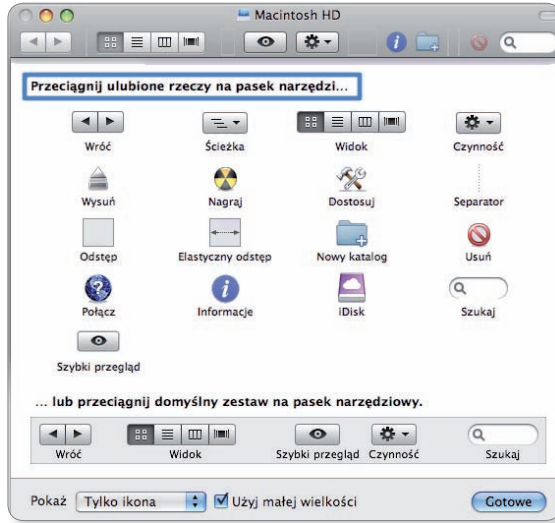 Macintosh HD
Przeciągnij ulubione rzeczy na pasek narzędzi...
Wróć Ścieżka Widok Czynność
Wysuń Nagraj Dostosuj Separator
Odstęp Elastyczny odstęp Nowy katalog Usuń
Połącz Informacje iDisk Szukaj
Szybki przegląd
... lub przeciągnij domyślny zestaw na pasek narzędziowy.
Wróć Widok Szybki przegląd Czynność Szukaj
Pokaż Tylko ikona Użyj małej wielkości Gotowe